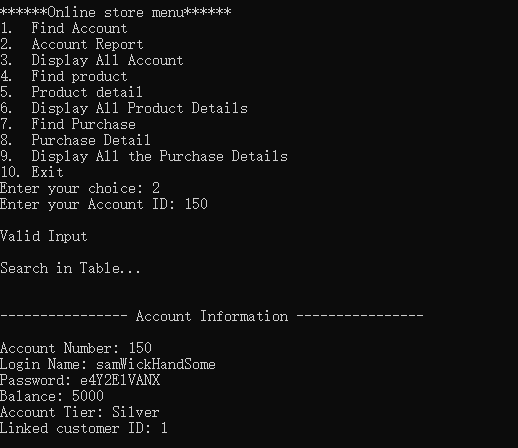 ******Online store menu******
1. Find Account
2. Account Report
3. Display All Account
4. Find product
5. Product detail
6. Display All Product Details
7. Find Purchase
8. Purchase Detail
9. Display All the Purchase Details
10. Exit
Enter your choice: 2
Enter your Account ID: 150
Valid Input
Search in Table...
---------------- Account Information ----------------
Account Number: 150
Login Name: samWickHandSome
Password: e4Y2E1VANX
Balance: 5000
Account Tier: Silver
Linked customer ID: 1